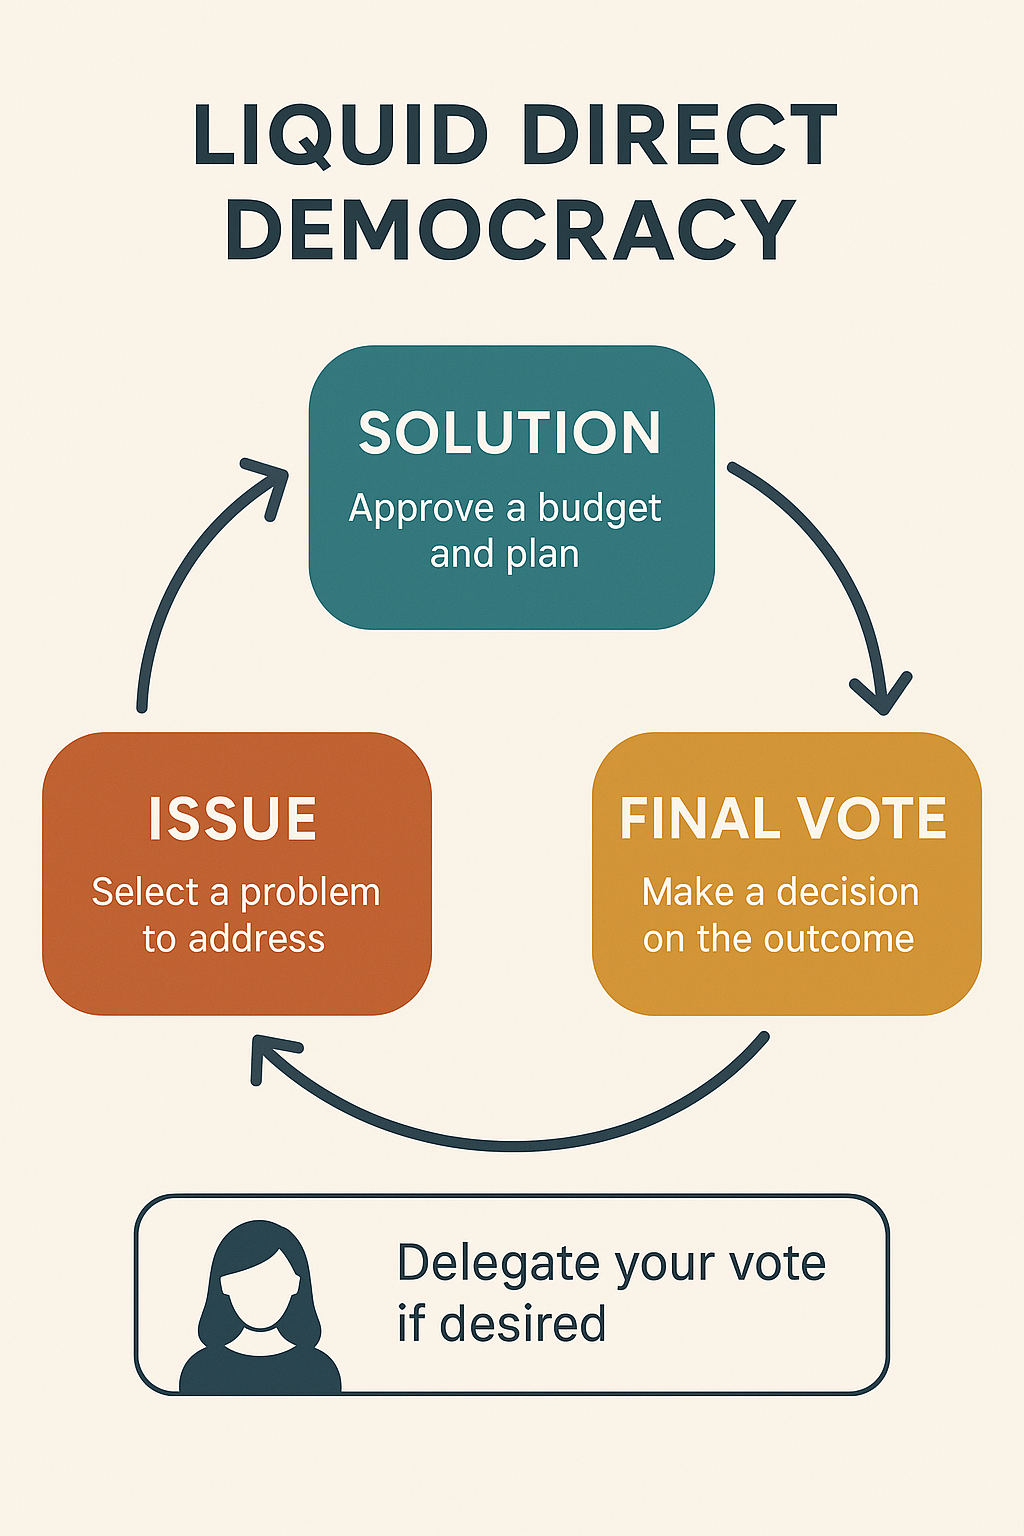 LIQUID DIRECT
DEMOCRACY
SOLUTION
Approve a budget
and plan
ISSUE
Select a problem
to address
FINAL VOTE
Make a decision
on the outcome
Delegate your vote
if desired